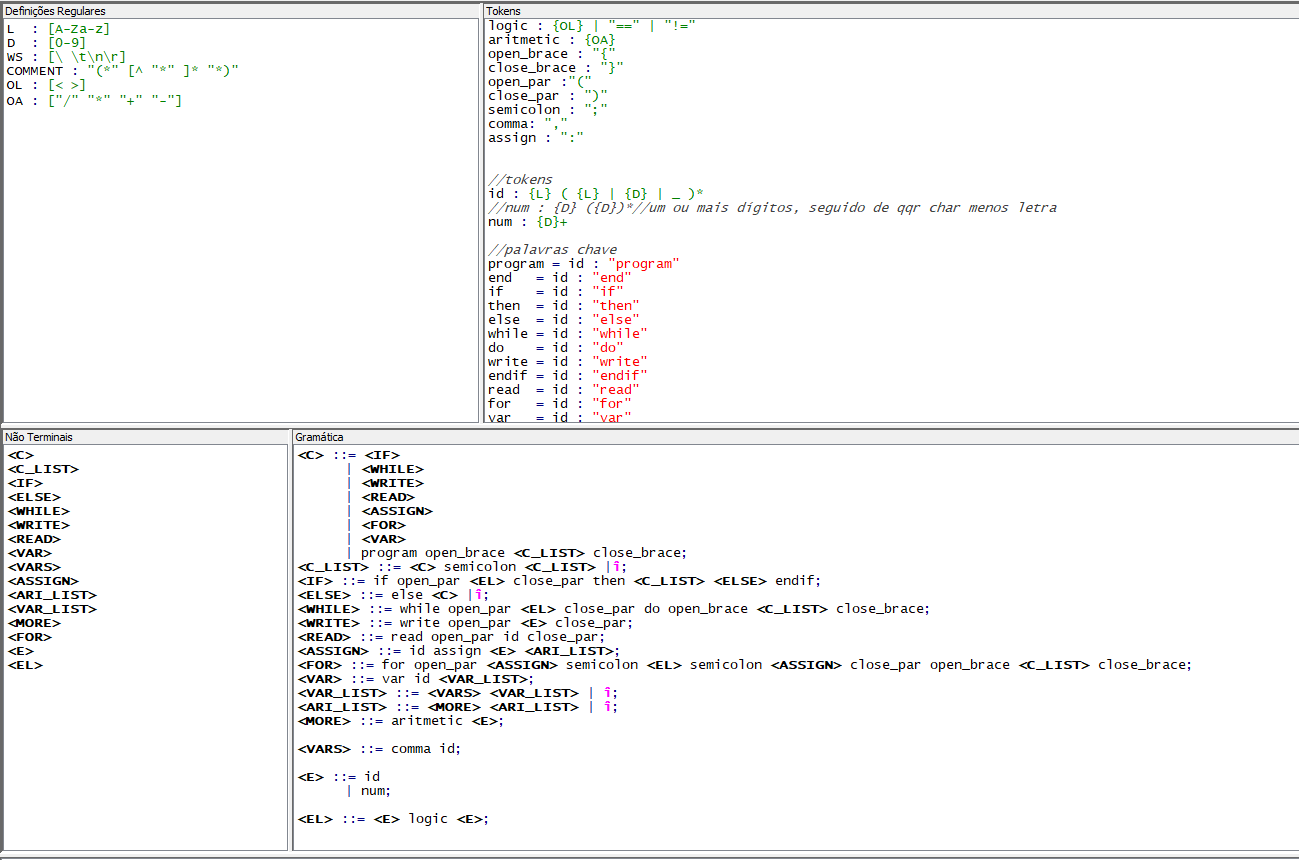 Definições Regulares
L : [A-Za-z]
D : [0-9]
WS : [\ \t\n\r]
COMMENT : "(*" [^ "*" ]* "*)"
OL : [< >]
OA : ["/" "*" "+" "-"]
Tokens
logic : {OL} | "==" | "!="
aritmetic : {OA}
open_brace : "{"
close_brace : "}"
open_par :"("
close_par : ")"
semicolon : ";"
comma: ","
assign : ":"
//tokens
id : {L} ( {L} | {D} | _ )*
//num : {D} ({D})*//um ou mais dígitos, seguido de qqr char menos letra
num : {D}+
//palavras chave
program = id : "program"
end = id : "end"
if = id : "if"
then = id : "then"
else = id : "else"
while = id : "while"
do = id : "do"
write = id : "write"
endif = id : "endif"
read = id : "read"
for = id : "for"
var = id : "var"
Não Terminais
<C>
<C_LIST>
<IF>
<ELSE>
<WHILE>
<WRITE>
<READ>
<VAR>
<VARS>
<ASSIGN>
<ARI_LIST>
<VAR_LIST>
<MORE>
<FOR>
<E>
<EL>
Gramática
<C> ::= <IF>
| <WHILE>
| <WRITE>
| <READ>
| <ASSIGN>
| <FOR>
| <VAR>
| program open_brace <C_LIST> close_brace;
<C_LIST> ::= <C> semicolon <C_LIST> |î;
<IF> ::= if open_par <EL> close_par then <C_LIST> <ELSE> endif;
<ELSE> ::= else <C> |î;
<WHILE> ::= while open_par <EL> close_par do open_brace <C_LIST> close_brace;
<WRITE> ::= write open_par <E> close_par;
<READ> ::= read open_par id close_par;
<ASSIGN> ::= id assign <E> <ARI_LIST>;
<FOR> ::= for open_par <ASSIGN> semicolon <EL> semicolon <ASSIGN> close_par open_brace <C_LIST> close_brace;
<VAR> ::= var id <VAR_LIST>;
<VAR_LIST> ::= <VARS> <VAR_LIST> | î;
<ARI_LIST> ::= <MORE> <ARI_LIST> | î;
<MORE> ::= aritmetic <E>;
<VARS> ::= comma id;
<E> ::= id
| num;
<EL> ::= <E> logic <E>;